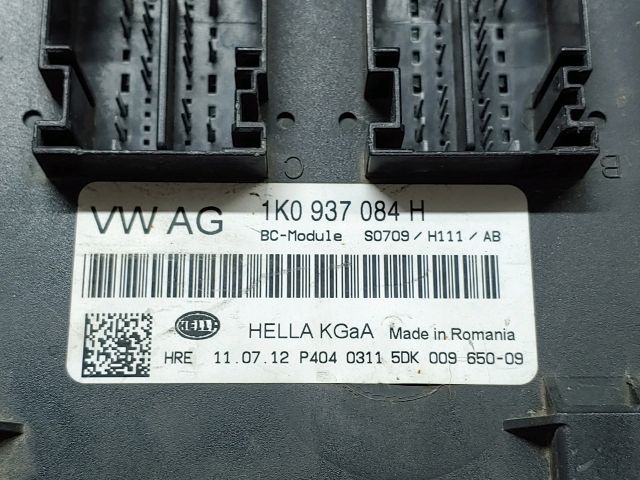 C
B
VW AG 1K0 937 084 H
BC-Module S0709 / H111 / AB
HELLA HELLA KGaA Made in Romania
HRE 11.07.12 P404 0311 5DK 009 650-09